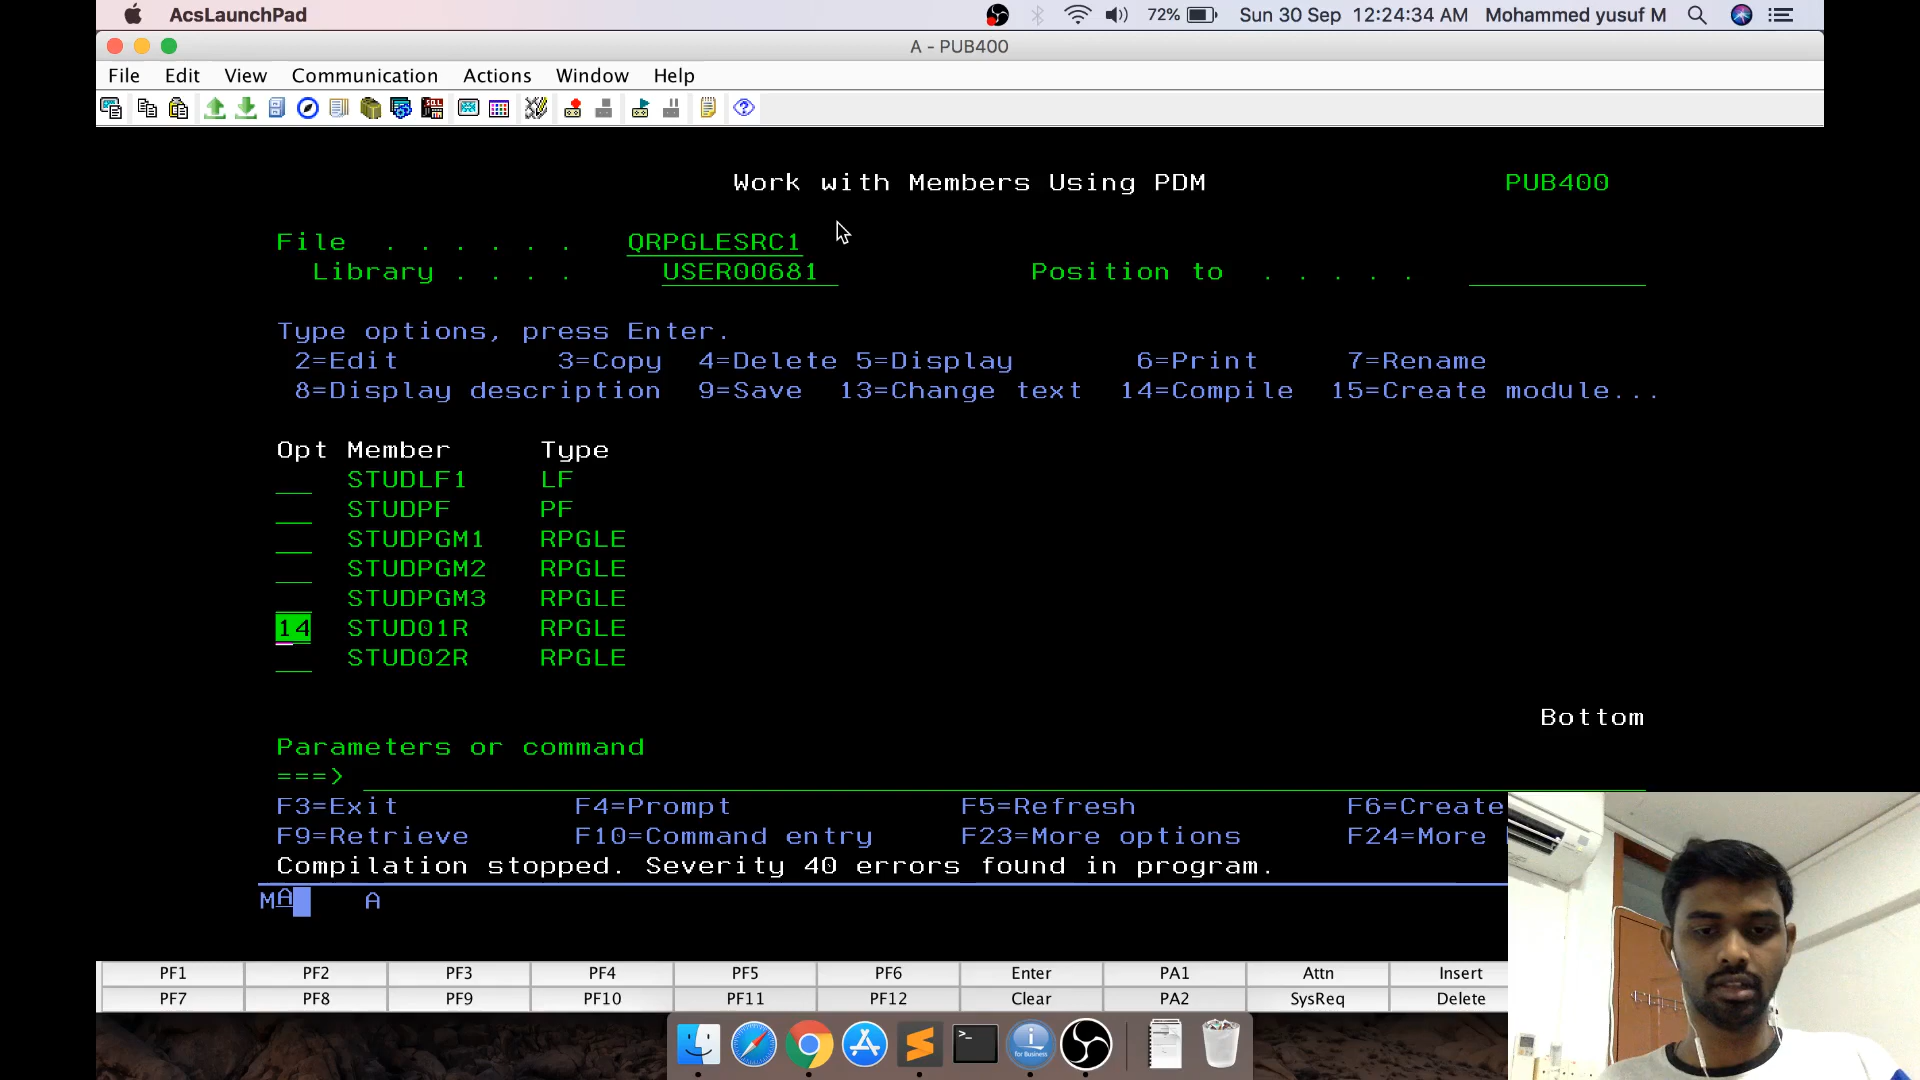 AcsLaunchPad 72% Sun 30 Sep 12:24:34 AM Mohammed yusuf M
A - PUB400
File Edit View Communication Actions Window Help
SQL
Work with Members Using PDM PUB400
File . . . . . . QRPGLESRC1
Library . . . . USER00681 Position to . . . . .
Type options, press Enter.
2=Edit 3=Copy 4=Delete 5=Display 6=Print 7=Rename
8=Display description 9=Save 13=Change text 14=Compile 15=Create module...
Opt Member Type
STUDLF1 LF
STUDPF PF
STUDPGM1 RPGLE
STUDPGM2 RPGLE
STUDPGM3 RPGLE
14 STUD01R RPGLE
STUD02R RPGLE
Bottom
Parameters or command
===>
F3=Exit F4=Prompt F5=Refresh F6=Create
F9=Retrieve F10=Command entry F23=More options F24=More
Compilation stopped. Severity 40 errors found in program.
MA A
PF1 PF2 PF3 PF4 PF5 PF6 Enter PA1 Attn Insert
PF7 PF8 PF9 PF10 PF11 PF12 Clear PA2 SysReq Delete
i for Business